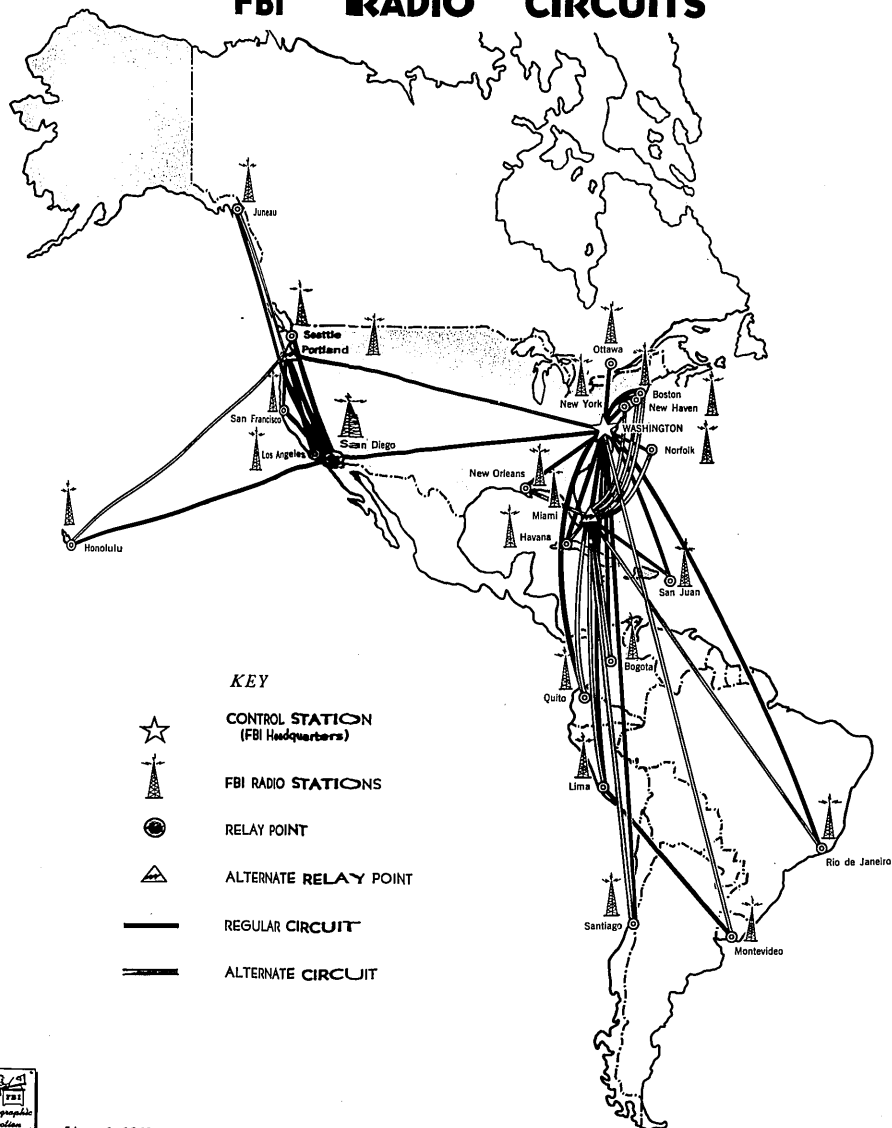 FBI RADIO CIRCUITS
Juneau
Seattle
Portland
Ottawa
Boston
New York
New Haven
San Francisco
WASHINGTON
San Diego
Los Angeles
Norfolk
New Orleans
Miami
Havana
Honolulu
San Juan
Bogota
KEY
Quito
CONTROL STATION
(FBI Headquarters)
FBI RADIO STATIONS
Lima
RELAY POINT
Rio de Janeiro
ALTERNATE RELAY POINT
REGULAR CIRCUIT
Santiago
Montevideo
ALTERNATE CIRCUIT
FBI